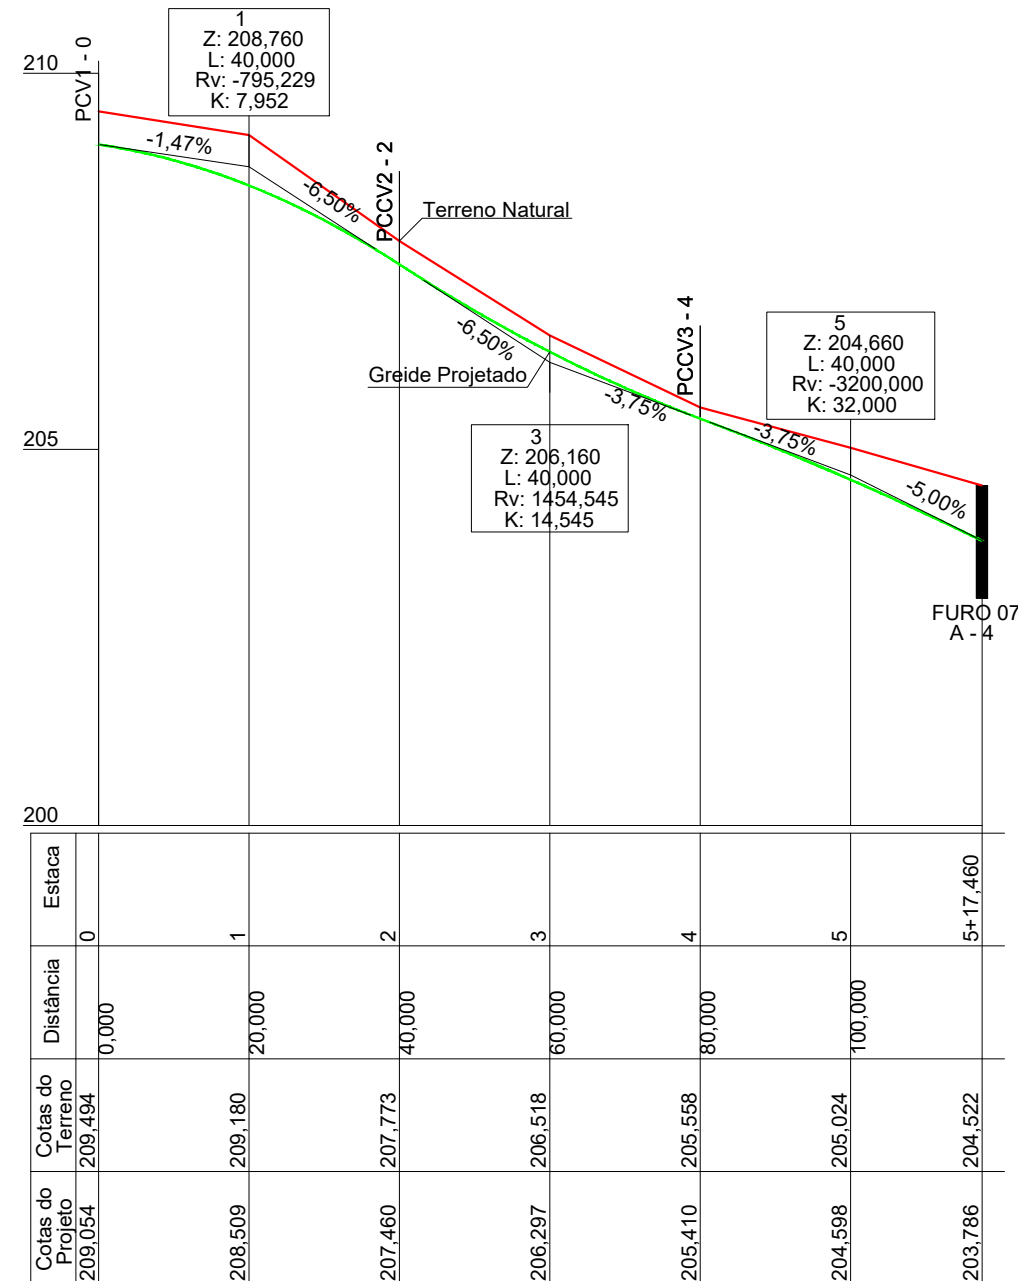 1
Z: 208,760
L: 40,000
Rv: -795,229
K: 7,952
210
PCV1 - 0
-1,47%
-6,50%
PCCV2 - 2
Terreno Natural
-6,50%
Greide Projetado
-3,75%
PCCV3 - 4
5
Z: 204,660
L: 40,000
Rv: -3200,000
K: 32,000
-3,75%
205
3
Z: 206,160
L: 40,000
Rv: 1454,545
K: 14,545
-5,00%
FURO 07
A - 4
200
Estaca
0
1
2
3
4
5
5+17,460
Distância
0,000
20,000
40,000
60,000
80,000
100,000
Cotas do
Terreno
209,494
209,180
207,773
206,518
205,558
205,024
204,522
Cotas do
Projeto
209,054
208,509
207,460
206,297
205,410
204,598
203,786